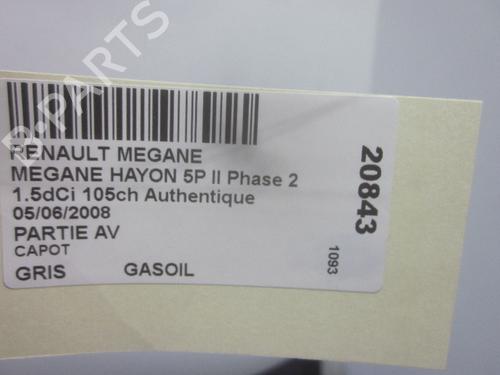 B-PARTS
RENAULT MEGANE
MEGANE HAYON 5P II Phase 2
1.5dCi 105ch Authentique
05/06/2008
PARTIE AV
CAPOT
GRIS GASOIL
20843
1093